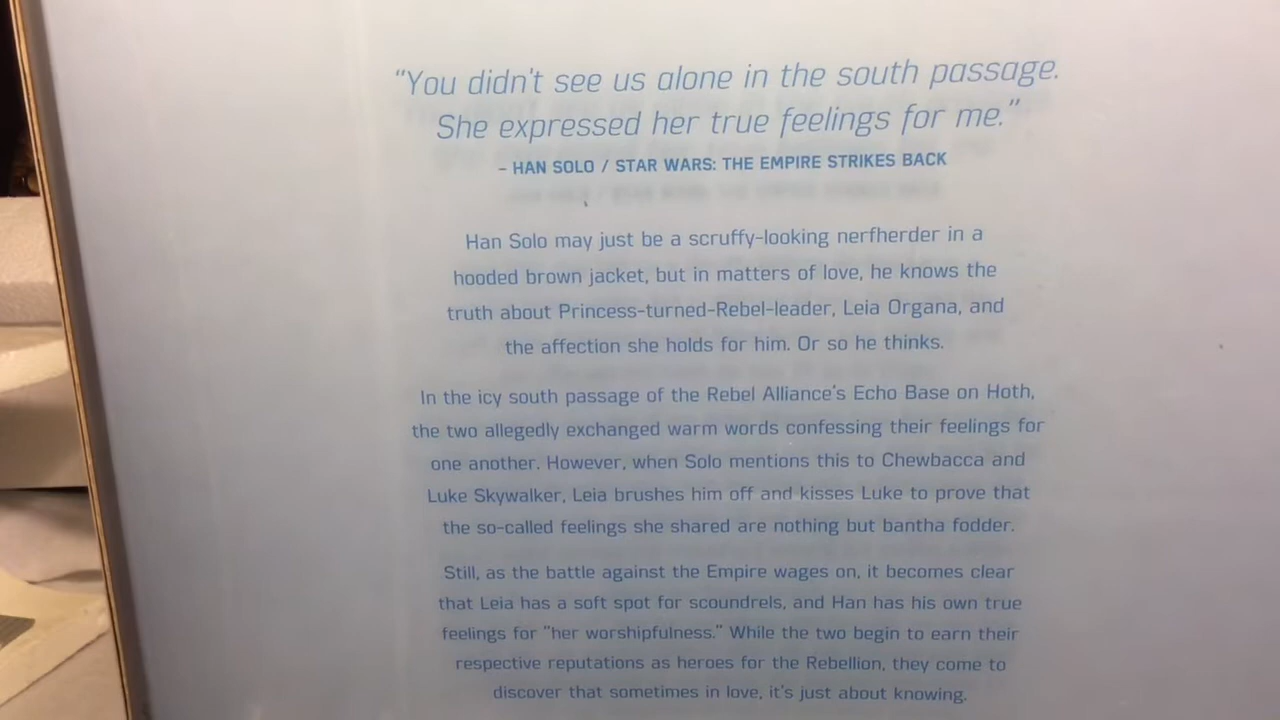 "You didn't see us alone in the south passage.
She expressed her true feelings for me."
– HAN SOLO / STAR WARS: THE EMPIRE STRIKES BACK
Han Solo may just be a scruffy-looking nerfherder in a
hooded brown jacket, but in matters of love, he knows the
truth about Princess-turned-Rebel-leader, Leia Organa, and
the affection she holds for him. Or so he thinks.
In the icy south passage of the Rebel Alliance's Echo Base on Hoth,
the two allegedly exchanged warm words confessing their feelings for
one another. However, when Solo mentions this to Chewbacca and
Luke Skywalker, Leia brushes him off and kisses Luke to prove that
the so-called feelings she shared are nothing but bantha fodder.
Still, as the battle against the Empire wages on, it becomes clear
that Leia has a soft spot for scoundrels, and Han has his own true
feelings for "her worshipfulness." While the two begin to earn their
respective reputations as heroes for the Rebellion, they come to
discover that sometimes in love, it's just about knowing.